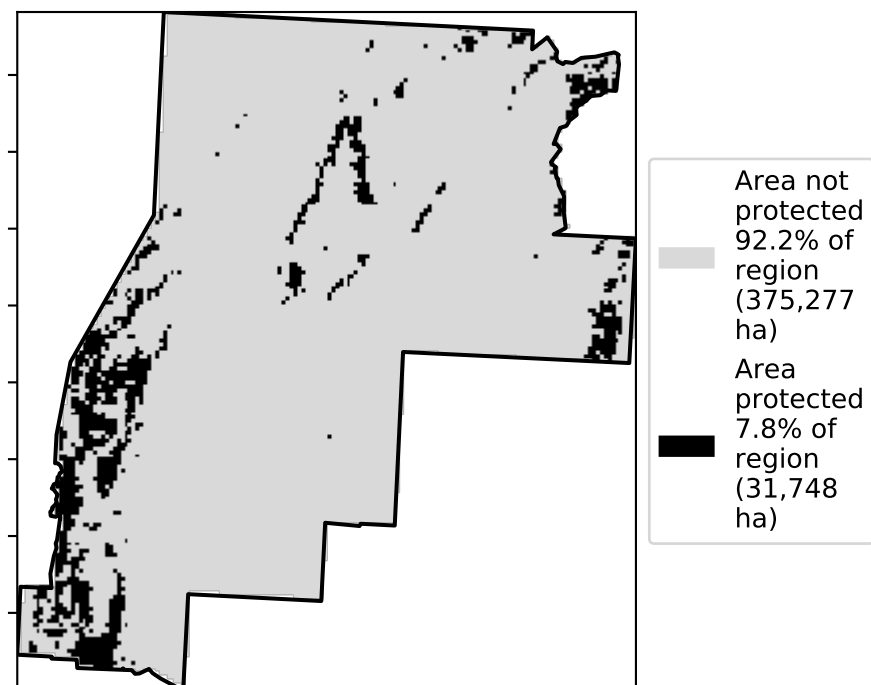 Area not
protected
92.2% of
region
(375,277
ha)
Area
protected
7.8% of
region
(31,748
ha)